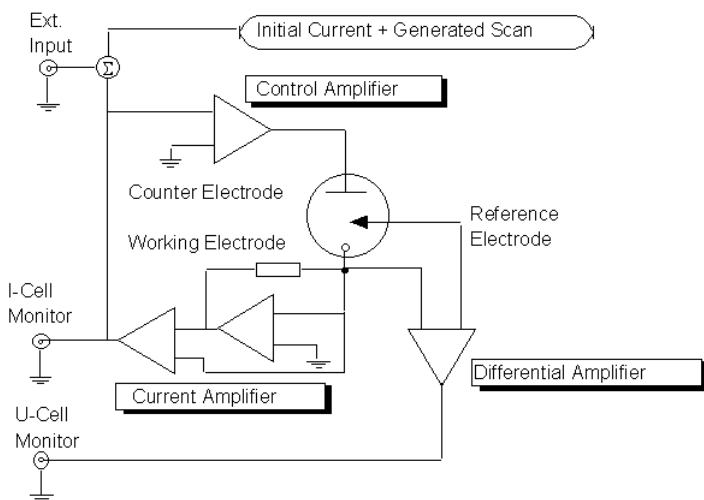 Ext.
Input
Initial Current + Generated Scan
Σ
Control Amplifier
Counter Electrode
Reference
Electrode
Working Electrode
I-Cell
Monitor
Differential Amplifier
Current Amplifier
U-Cell
Monitor